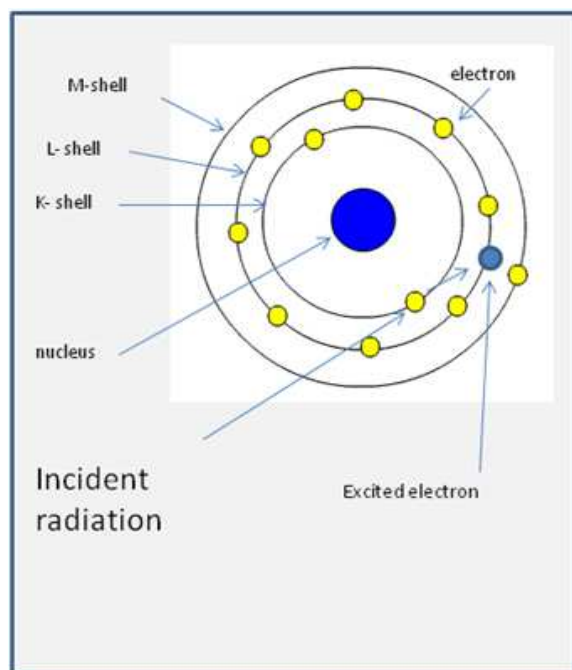 M-shell
electron
L- shell
K- shell
nucleus
Incident
radiation
Excited electron